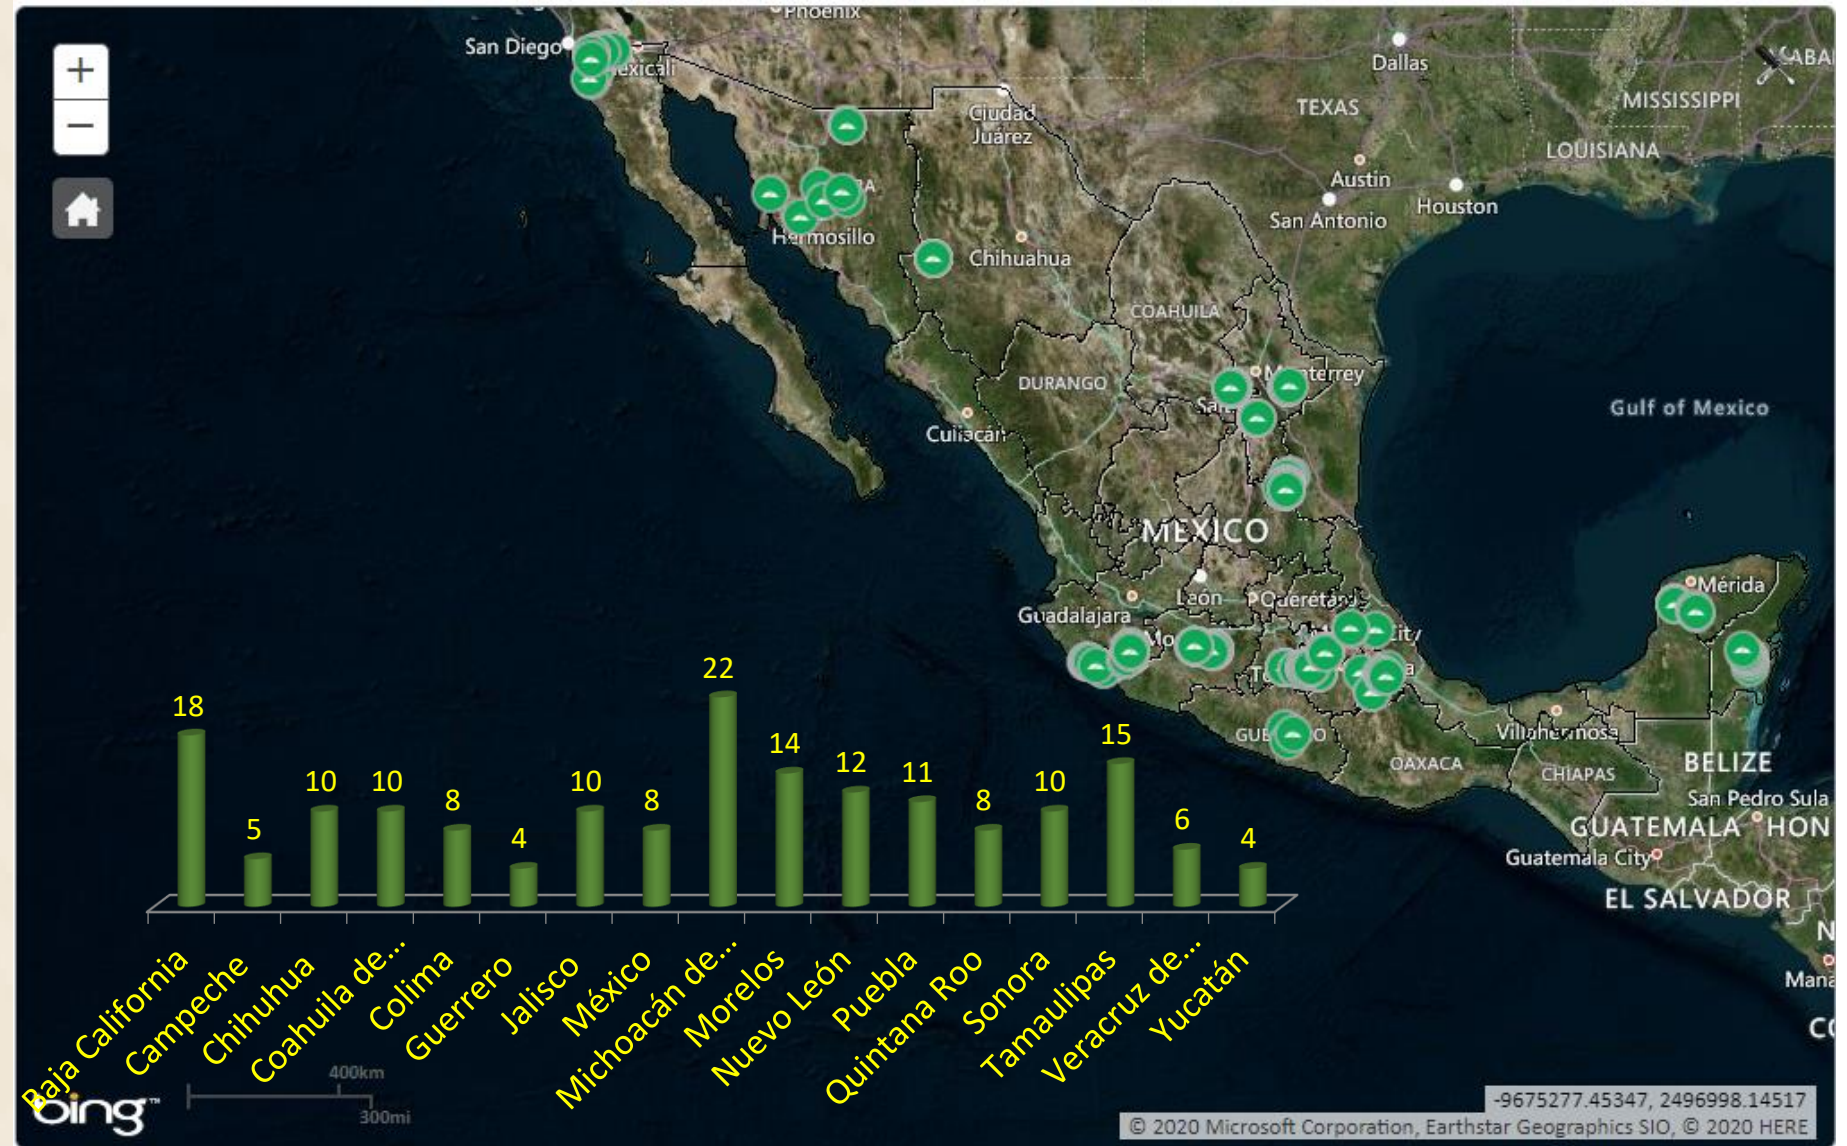 Phoenix
San Diego
Mexicali
Ciudad
Juárez
Dallas
TEXAS
MISSISSIPPI
LOUISIANA
Austin
San Antonio
Houston
Hermosillo
Chihuahua
COAHUILA
DURANGO
Monterrey
Culiacán
Gulf of Mexico
MEXICO
León
Querétaro
Guadalajara
City
Mérida
OAXACA
Villahermosa
CHIAPAS
BELIZE
San Pedro Sula
GUATEMALA
HON
Guatemala City
EL SALVADOR
Mana
18
5
10
10
8
4
10
8
22
14
12
11
8
10
15
6
4
Baja California
Campeche
Chihuahua
Coahuila de...
Colima
Guerrero
Jalisco
México
Michoacán de...
Morelos
Nuevo León
Puebla
Quintana Roo
Sonora
Tamaulipas
Veracruz de...
Yucatán
400km
300mi
bing™
-9675277.45347, 2496998.14517
© 2020 Microsoft Corporation, Earthstar Geographics SIO, © 2020 HERE